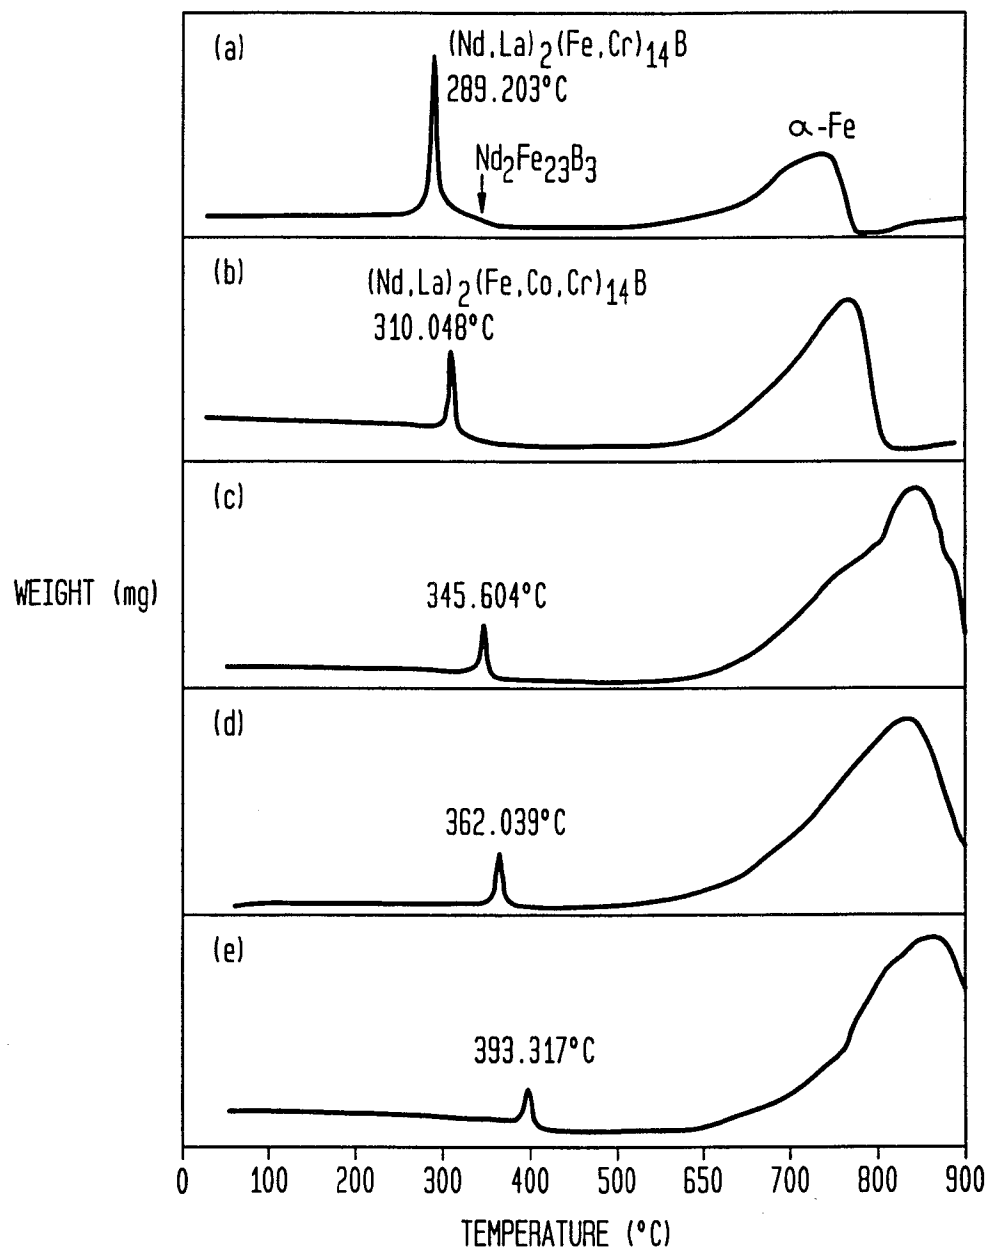 (a)
(Nd,La)2(Fe,Cr)14B
289.203°C
Nd2Fe23B3
α-Fe
(b)
(Nd,La)2(Fe,Co,Cr)14B
310.048°C
(c)
345.604°C
WEIGHT (mg)
(d)
362.039°C
(e)
393.317°C
0 100 200 300 400 500 650 700 800 900
TEMPERATURE (°C)